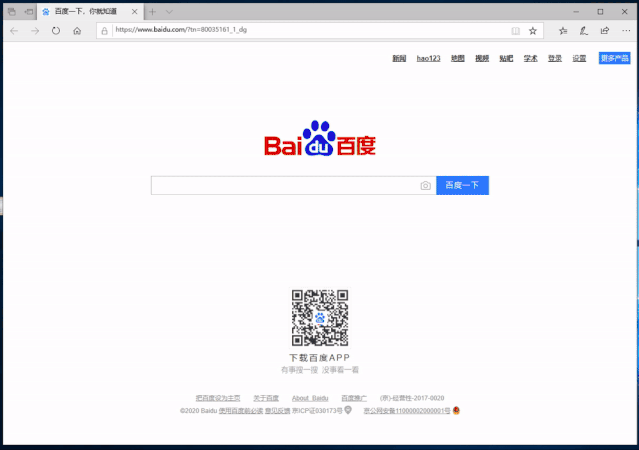 百度一下，你就知道
https://www.baidu.com/?tn=80035161_1_dg
新闻 hao123 地图 视频 贴吧 学术 登录 设置 更多产品
Bai du 百度
百度一下
下载百度APP
有事搜一搜 没事看一看
把百度设为主页 关于百度 About Baidu 百度推广 (京)-经营性-2017-0020
©2020 Baidu 使用百度前必读 意见反馈 京ICP证030173号 京公网安备11000002000001号